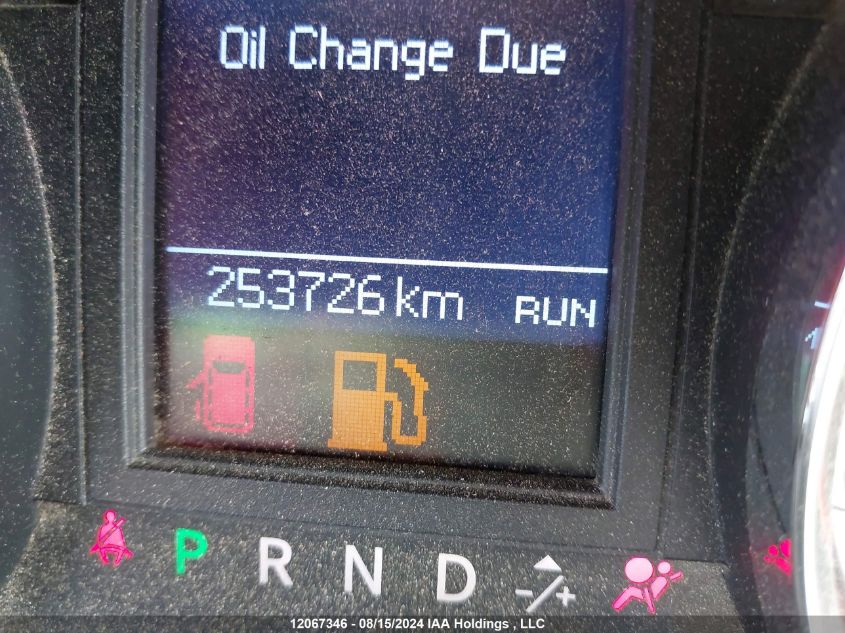 Oil Change Due
253726 km RUN
P R N D -/+
12067346 - 08/15/2024 IAA Holdings , LLC